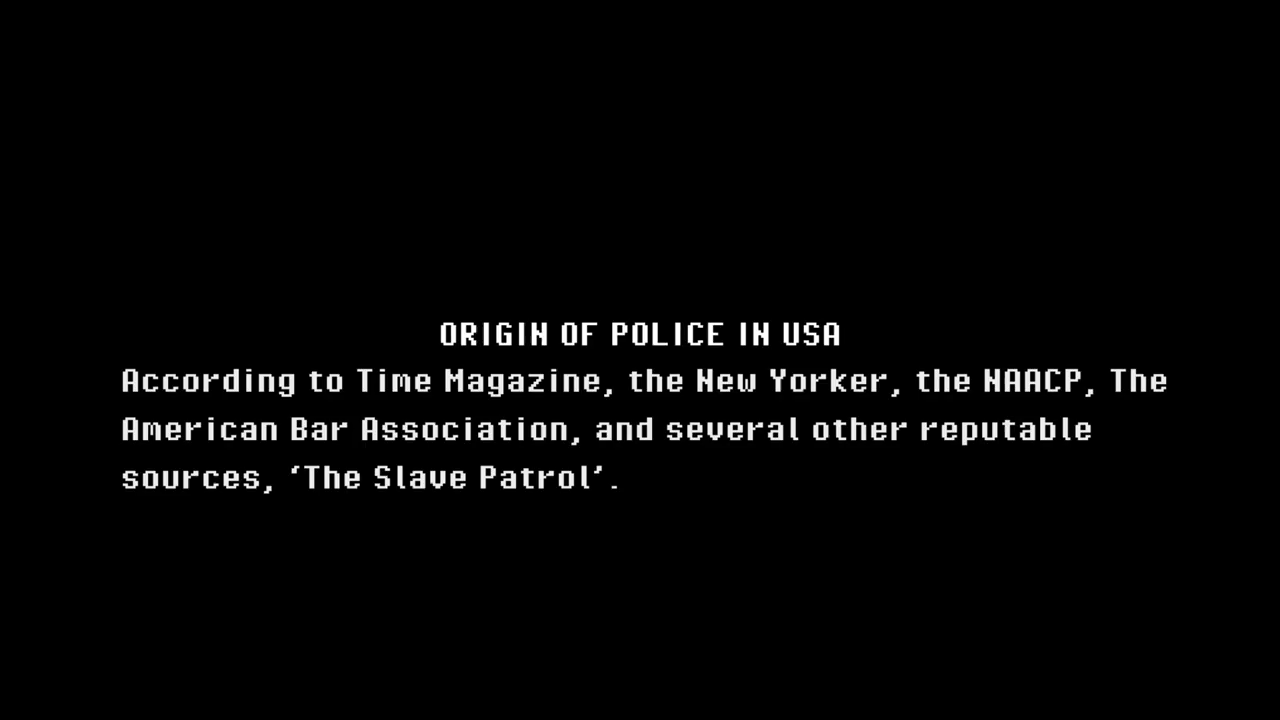 ORIGIN OF POLICE IN USA
According to Time Magazine, the New Yorker, the NAACP, The
American Bar Association, and several other reputable
sources, ‘The Slave Patrol’.